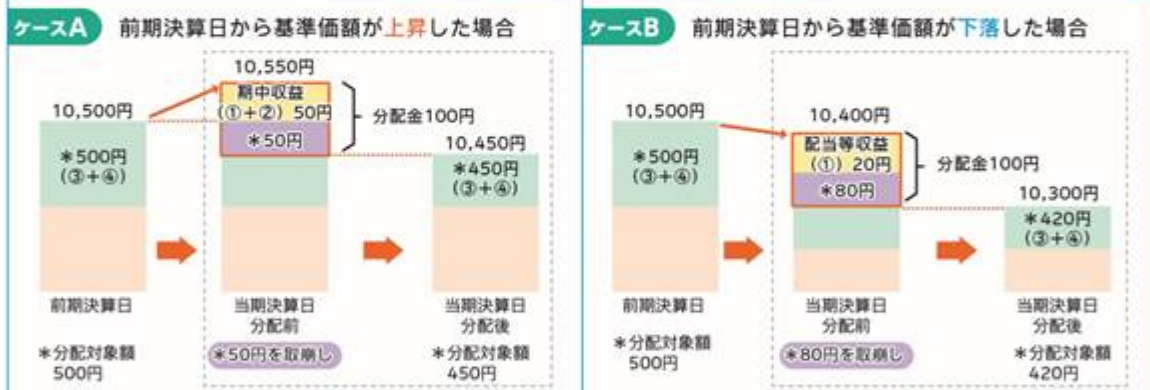 ケースA 前期決算日から基準価額が上昇した場合
10,550円
期中収益
(①+②) 50円
10,500円
分配金100円
*50円
10,450円
*500円
(③+④)
*450円
(③+④)
前期決算日
当期決算日
分配前
当期決算日
分配後
*分配対象額
500円
*50円を取崩し
*分配対象額
450円
ケースB 前期決算日から基準価額が下落した場合
10,500円
10,400円
配当等収益
(①) 20円
分配金100円
*500円
(③+④)
*80円
10,300円
*420円
(③+④)
前期決算日
当期決算日
分配前
当期決算日
分配後
*分配対象額
500円
*80円を取崩し
*分配対象額
420円